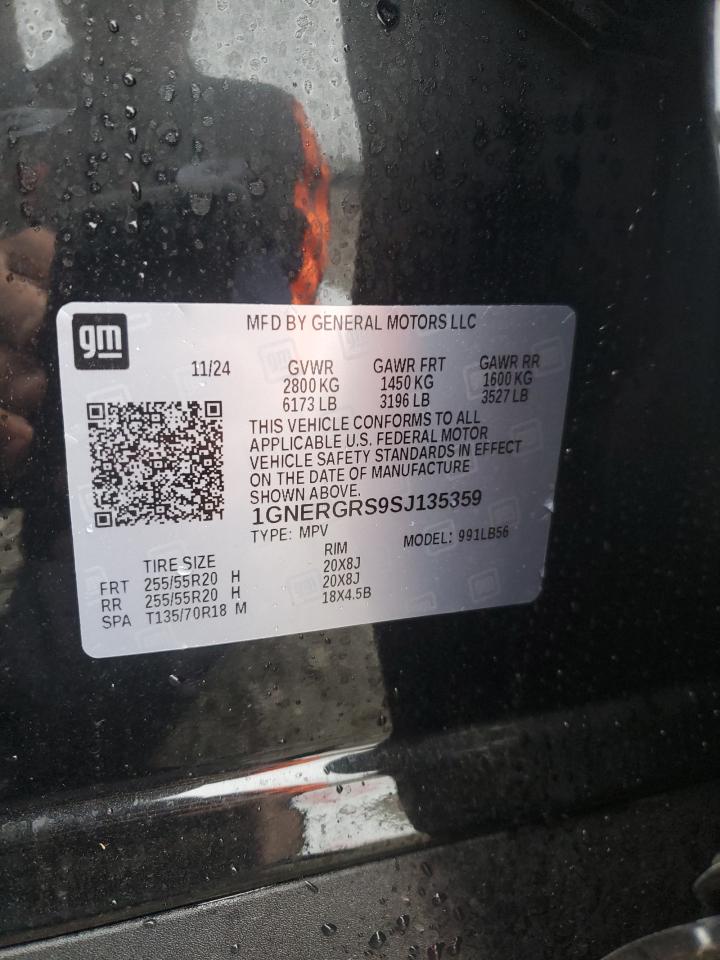 gm
MFD BY GENERAL MOTORS LLC
11/24 GVWR GAWR FRT GAWR RR
2800 KG 1450 KG 1600 KG
6173 LB 3196 LB 3527 LB
THIS VEHICLE CONFORMS TO ALL
APPLICABLE U.S. FEDERAL MOTOR
VEHICLE SAFETY STANDARDS IN EFFECT
ON THE DATE OF MANUFACTURE
SHOWN ABOVE.
1GNERGRS9SJ135359
TYPE: MPV MODEL: 991LB56
TIRE SIZE RIM
FRT 255/55R20 H 20X8J
RR 255/55R20 H 20X8J
SPA T135/70R18 M 18X4.5B